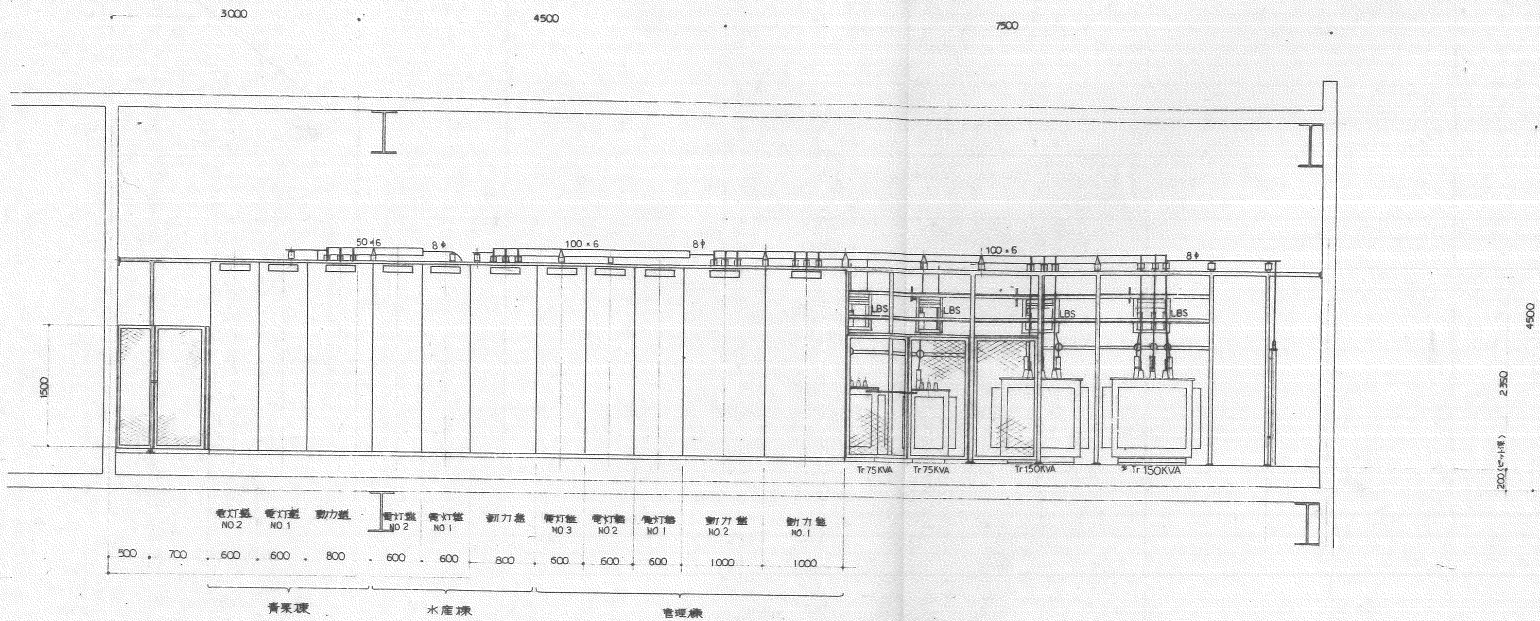 3000
4500
7500
50×6
8φ
100×6
8φ
100×6
8φ
LBS
LBS
LBS
LBS
1500
4500
2350
200(ピット深)
Tr 75KVA
Tr 75KVA
Tr 150KVA
Tr 150KVA
電灯盤 NO 2
電灯盤 NO 1
動力盤
電灯盤 NO 2
電灯盤 NO 1
動力盤
電灯盤 NO 3
電灯盤 NO 2
電灯盤 NO 1
動力盤 NO.2
動力盤 NO.1
500
700
600
600
800
600
600
800
600
600
600
1000
1000
青果棟
水産棟
管理棟